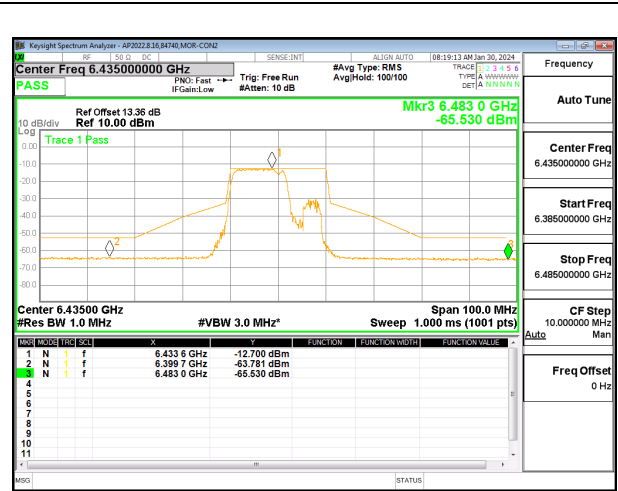 Keysight Spectrum Analyzer - AP2022.8.16,84740,MOR-CON2
RF 50 Ω DC SENSE:INT ALIGN AUTO 08:19:13 AM Jan 30, 2024
Center Freq 6.435000000 GHz
PNO: Fast
IFGain:Low
Trig: Free Run
#Atten: 10 dB
#Avg Type: RMS
Avg|Hold: 100/100
TRACE 1 2 3 4 5 6
TYPE A WWWWW
DET A N N N N N
PASS
Ref Offset 13.36 dB
10 dB/div Ref 10.00 dBm
Mkr3 6.483 0 GHz
-65.530 dBm
Log
Trace 1 Pass
0.00
-10.0
-20.0
-30.0
-40.0
-50.0
-60.0
-70.0
-80.0
1
2
3
Center 6.43500 GHz Span 100.0 MHz
#Res BW 1.0 MHz #VBW 3.0 MHz* Sweep 1.000 ms (1001 pts)
MKR MODE TRC SCL X Y FUNCTION FUNCTION WIDTH FUNCTION VALUE
1 N 1 f 6.433 6 GHz -12.700 dBm
2 N 1 f 6.399 7 GHz -63.781 dBm
3 N 1 f 6.483 0 GHz -65.530 dBm
4
5
6
7
8
9
10
11
MSG STATUS
Frequency
Auto Tune
Center Freq
6.435000000 GHz
Start Freq
6.385000000 GHz
Stop Freq
6.485000000 GHz
CF Step
10.000000 MHz
Auto Man
Freq Offset
0 Hz